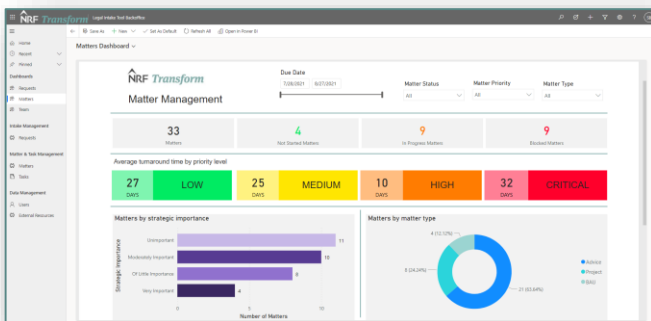 NRF Transform Legal Intake Tool Backoffice
Save As New Set As Default Refresh All Open in Power BI
Home
Recent
Pinned
Dashboards
Requests
Matters
Team
Intake Management
Requests
Matter & Task Management
Matters
Tasks
Data Management
Users
External Resources
Matters Dashboard
NRF Transform
Matter Management
Due Date
7/26/2021 6/27/2021
Matter Status
All
Matter Priority
All
Matter Type
All
33
Matters
4
Not Started Matters
9
In Progress Matters
9
Blocked Matters
Average turnaround time by priority level
27
DAYS
LOW
25
DAYS
MEDIUM
10
DAYS
HIGH
32
DAYS
CRITICAL
Matters by strategic importance
Strategic Importance
Unimportant
11
Moderately Important
10
Of Little Importance
8
Very Important
4
0 5 10
Number of Matters
Matters by matter type
4 (12.12%)
8 (24.24%)
21 (63.64%)
Advice
Project
BAU